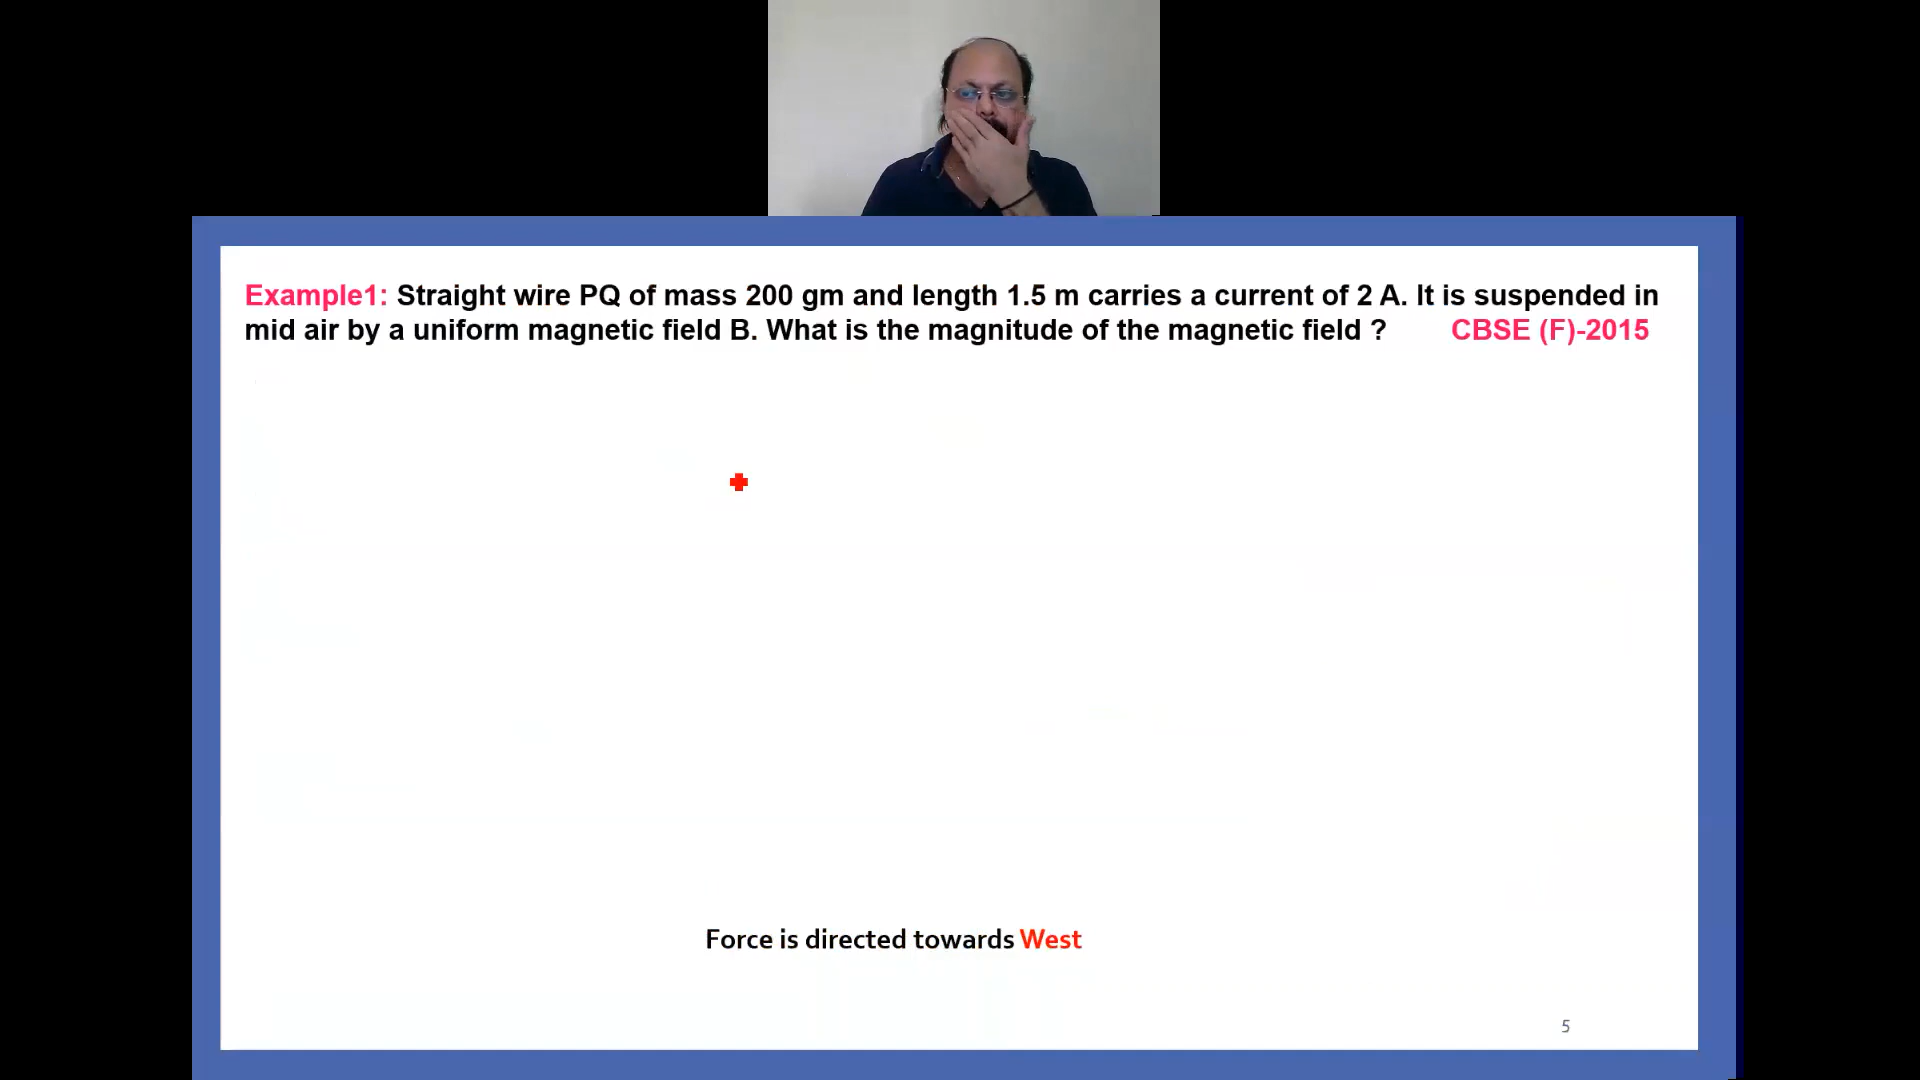 Example1: Straight wire PQ of mass 200 gm and length 1.5 m carries a current of 2 A. It is suspended in
mid air by a uniform magnetic field B. What is the magnitude of the magnetic field ? CBSE (F)-2015
Force is directed towards West
5